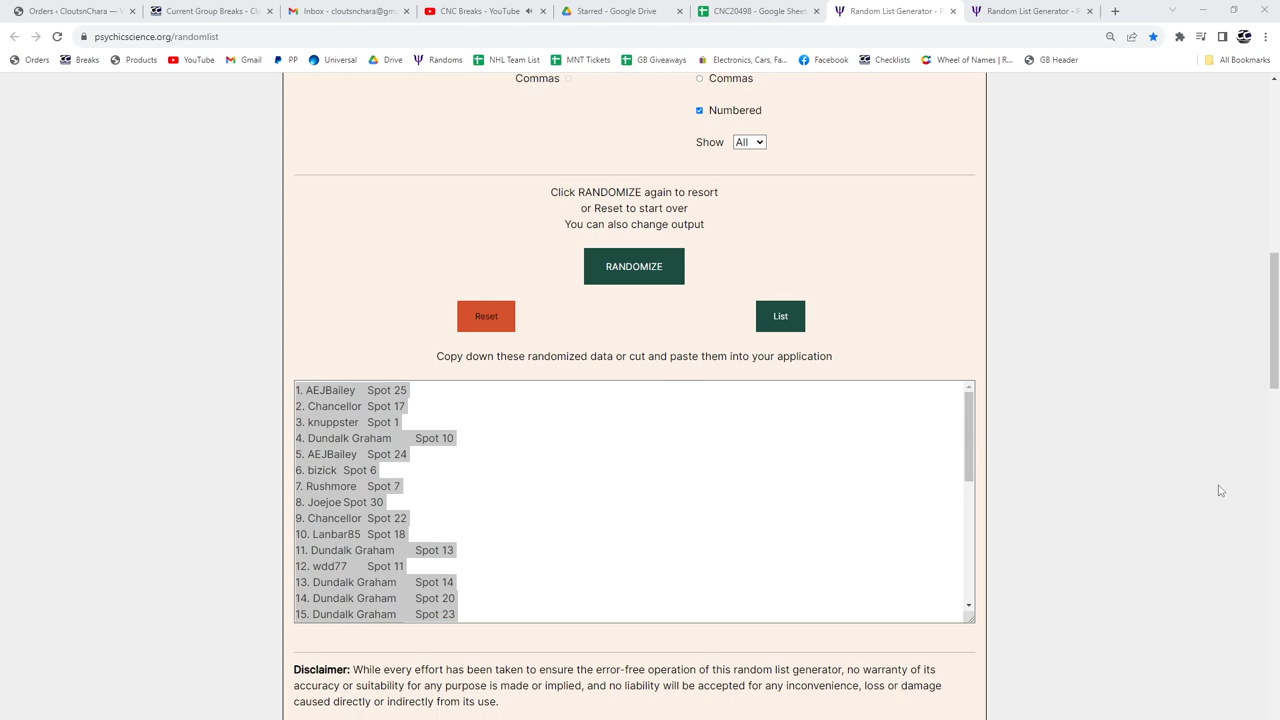 Orders ‹ CloutsnChara — V
Current Group Breaks - Clo
Inbox - cloutsnchara@gm
CNC Breaks - YouTube
Starred - Google Drive
CNC20498 - Google Sheet
Random List Generator - P
Random List Generator - P
psychicscience.org/randomlist
Orders
Breaks
Products
YouTube
Gmail
PP
Universal
Drive
Randoms
NHL Team List
MNT Tickets
GB Giveaways
Electronics, Cars, Fa...
Facebook
Checklists
Wheel of Names | R...
GB Header
All Bookmarks
Commas
Commas
Numbered
Show All
Click RANDOMIZE again to resort
or Reset to start over
You can also change output
RANDOMIZE
Reset
List
Copy down these randomized data or cut and paste them into your application
1. AEJBailey Spot 25
2. Chancellor Spot 17
3. knuppster Spot 1
4. Dundalk Graham Spot 10
5. AEJBailey Spot 24
6. bizick Spot 6
7. Rushmore Spot 7
8. Joejoe Spot 30
9. Chancellor Spot 22
10. Lanbar85 Spot 18
11. Dundalk Graham Spot 13
12. wdd77 Spot 11
13. Dundalk Graham Spot 14
14. Dundalk Graham Spot 20
15. Dundalk Graham Spot 23
Disclaimer: While every effort has been taken to ensure the error-free operation of this random list generator, no warranty of its
accuracy or suitability for any purpose is made or implied, and no liability will be accepted for any inconvenience, loss or damage
caused directly or indirectly from its use.